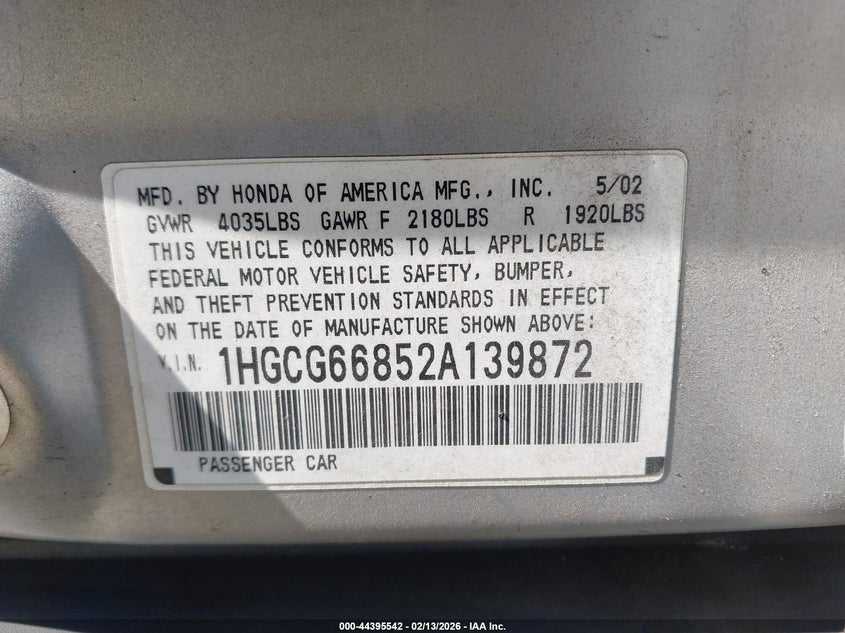 MFD. BY HONDA OF AMERICA MFG., INC. 5/02
GVWR 4035LBS GAWR F 2180LBS R 1920LBS
THIS VEHICLE CONFORMS TO ALL APPLICABLE
FEDERAL MOTOR VEHICLE SAFETY, BUMPER,
AND THEFT PREVENTION STANDARDS IN EFFECT
ON THE DATE OF MANUFACTURE SHOWN ABOVE:
V.I.N. 1HGCG66852A139872
PASSENGER CAR
000-44395542 - 02/13/2026 - IAA Inc.